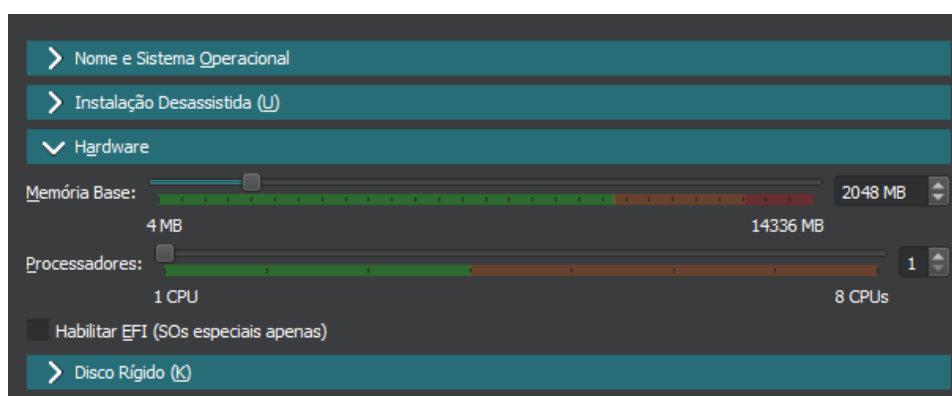 Nome e Sistema Operacional
Instalação Desassistida (U)
Hardware
Memória Base: 2048 MB
4 MB 14336 MB
Processadores: 1
1 CPU 8 CPUs
Habilitar EFI (SOs especiais apenas)
Disco Rígido (K)